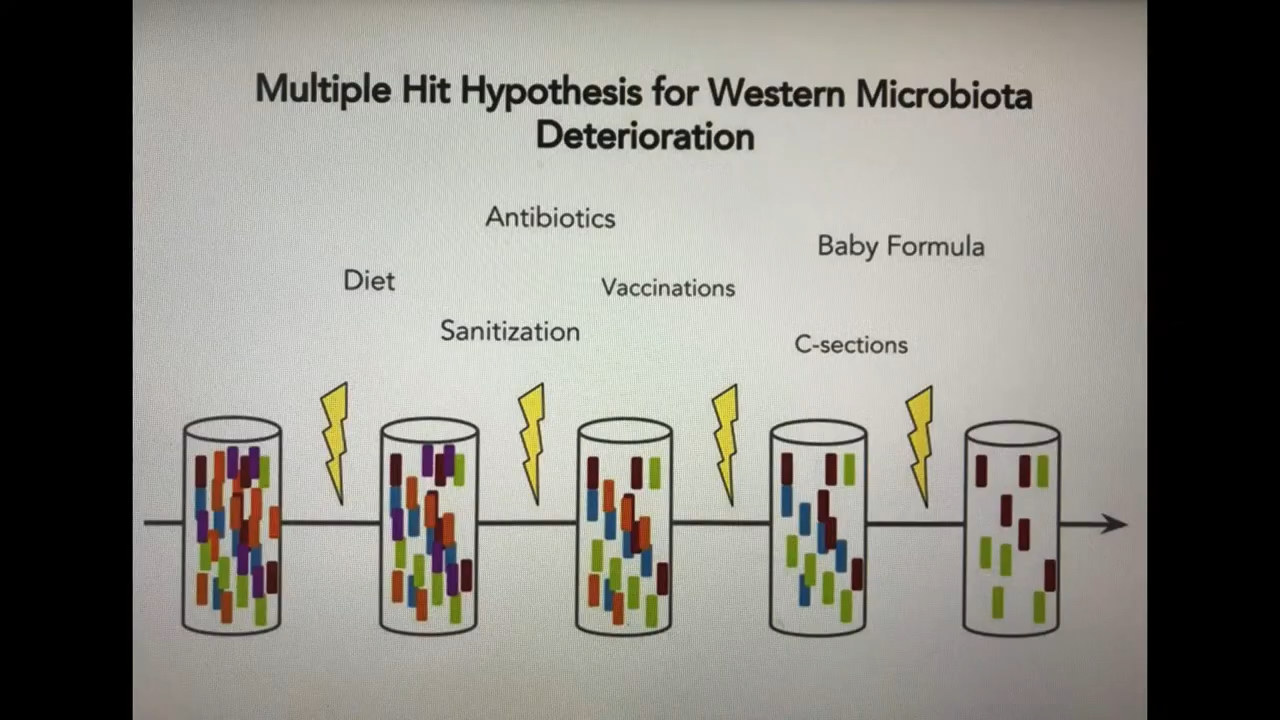 Multiple Hit Hypothesis for Western Microbiota
Deterioration
Antibiotics
Baby Formula
Diet
Vaccinations
Sanitization
C-sections